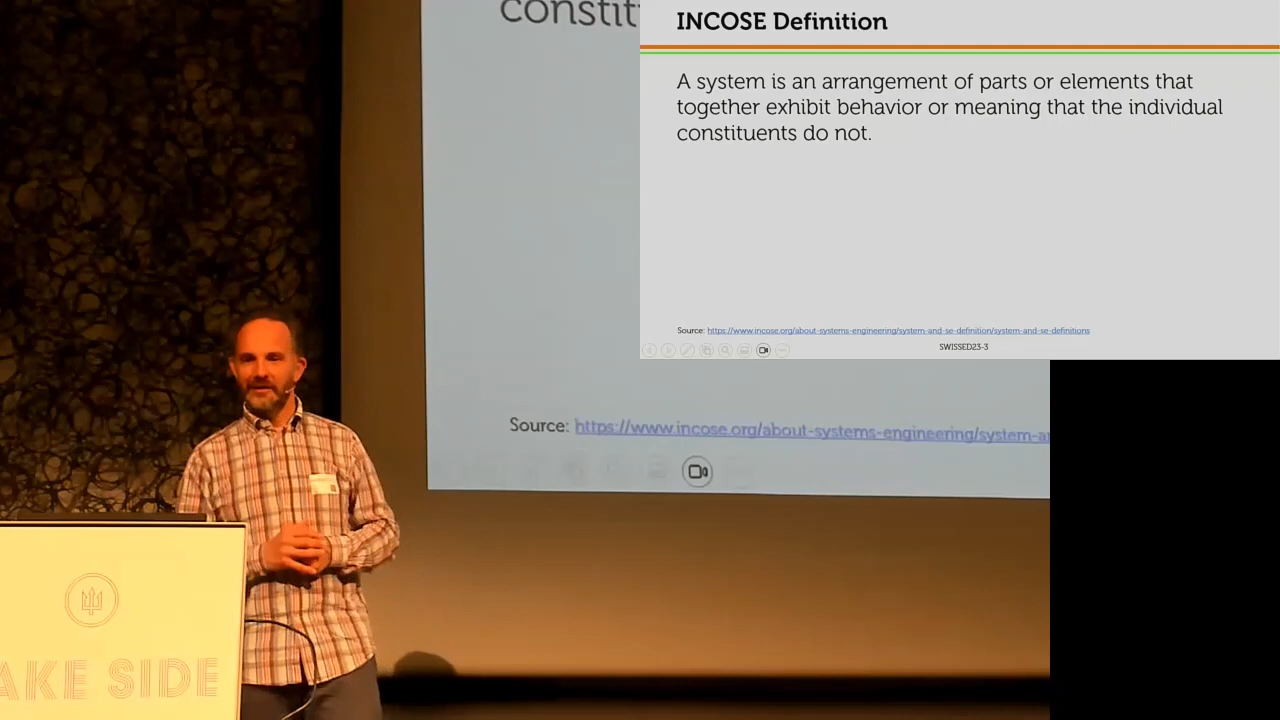 constit
INCOSE Definition
A system is an arrangement of parts or elements that
together exhibit behavior or meaning that the individual
constituents do not.
Source: https://www.incose.org/about-systems-engineering/system-and-se-definition/system-and-se-definitions
SWISSED23-3
Source: https://www.incose.org/about-systems-engineering/system-a
AKE SIDE